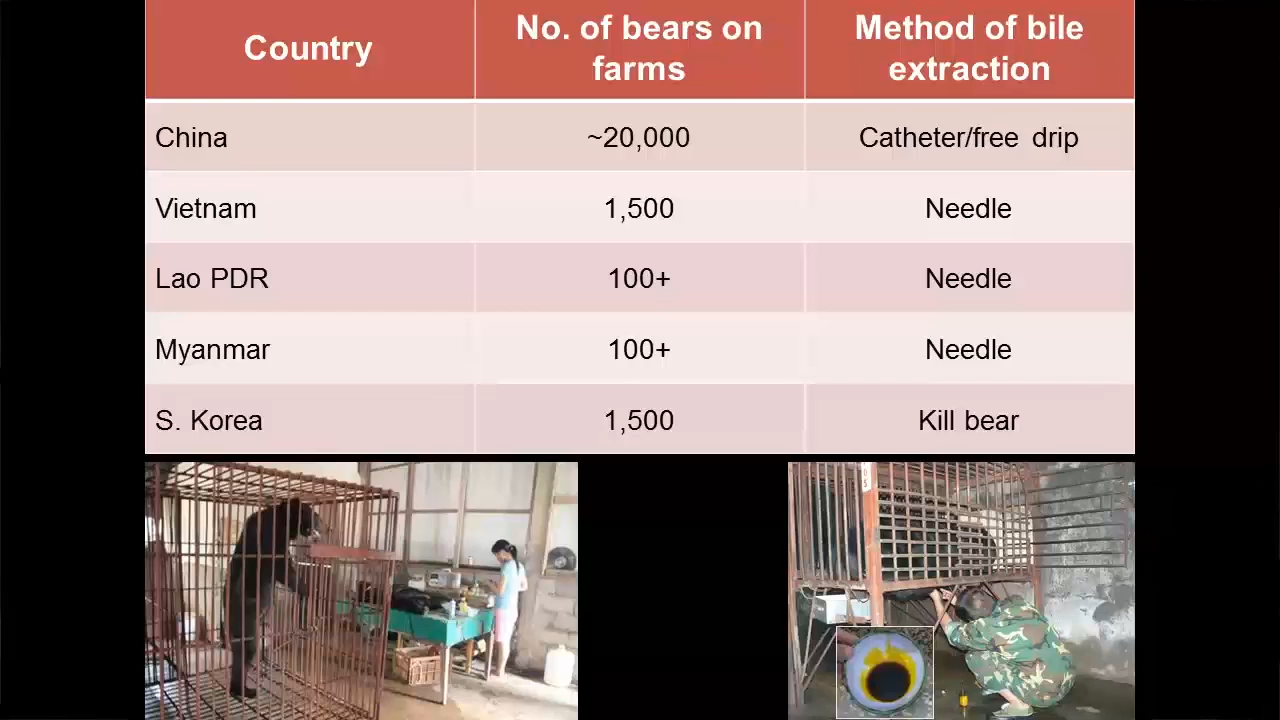 Country
No. of bears on
farms
Method of bile
extraction
China
~20,000
Catheter/free drip
Vietnam
1,500
Needle
Lao PDR
100+
Needle
Myanmar
100+
Needle
S. Korea
1,500
Kill bear